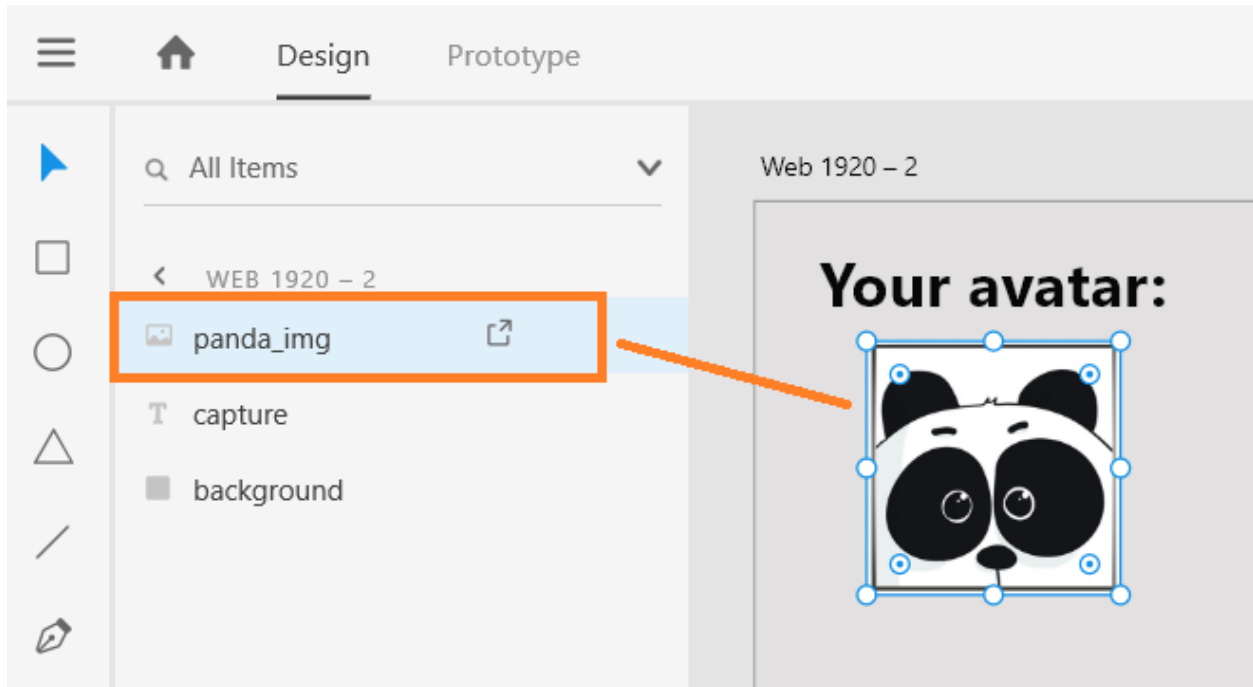 Design Prototype
All Items
Web 1920 – 2
WEB 1920 – 2
Your avatar:
panda_img
capture
background